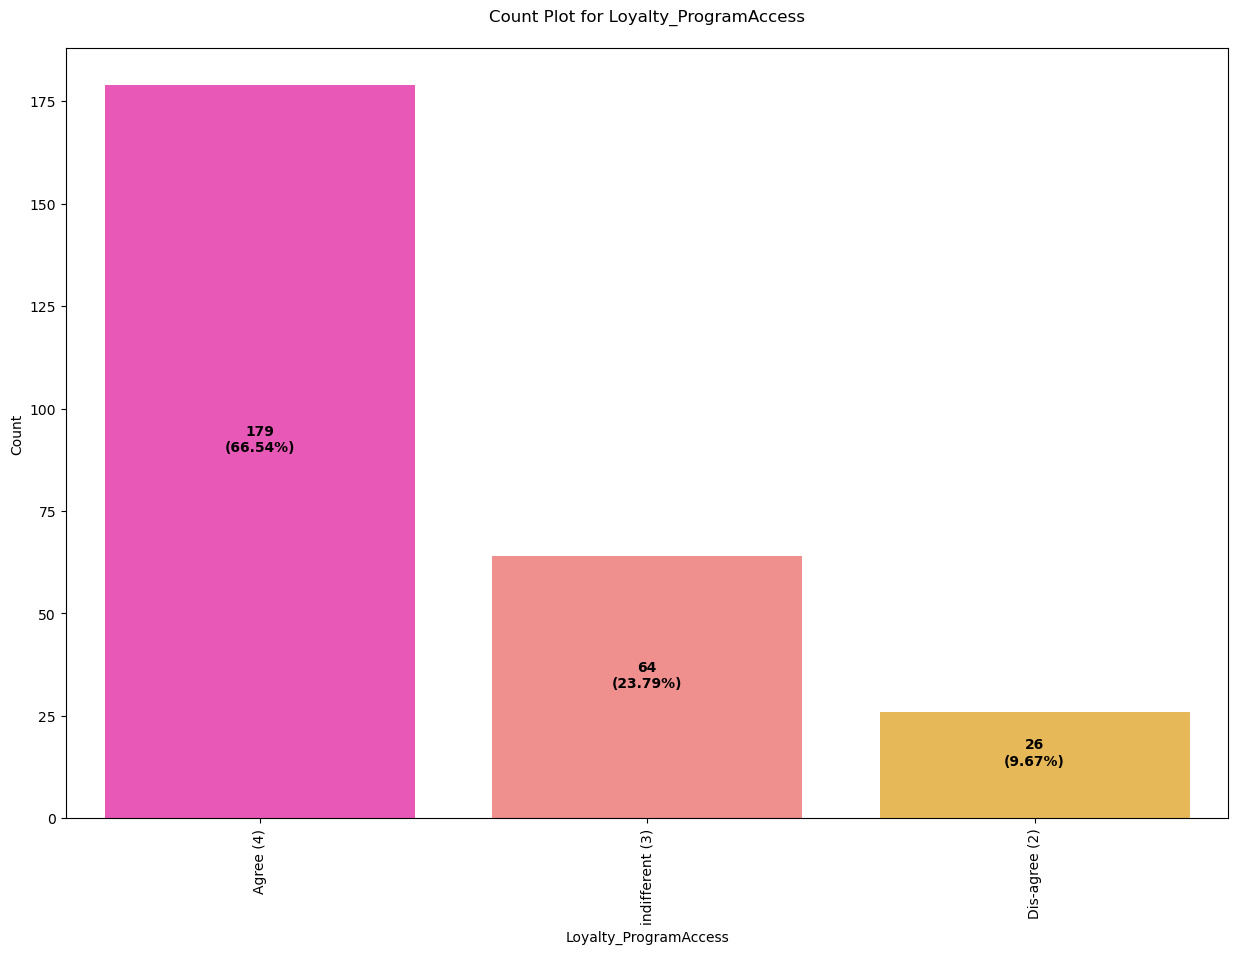 Count Plot for Loyalty_ProgramAccess
Count
175
150
125
100
75
50
25
0
179
(66.54%)
64
(23.79%)
26
(9.67%)
Agree (4)
indifferent (3)
Dis-agree (2)
Loyalty_ProgramAccess